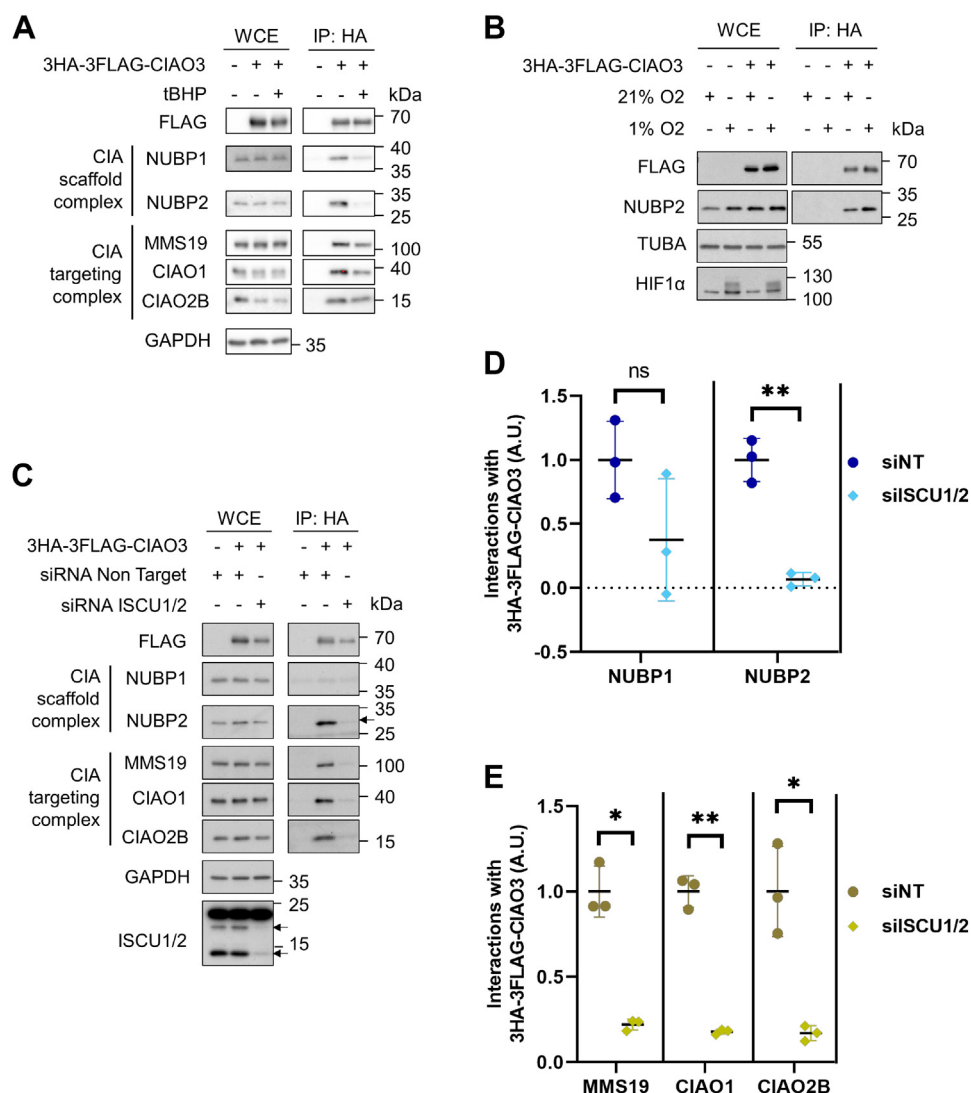 A
WCE IP: HA
3HA-3FLAG-CIAO3 - + + - + +
tBHP - - + - - + kDa
FLAG 70
CIA scaffold complex
NUBP1 40 35
NUBP2 35 25
CIA targeting complex
MMS19 100
CIAO1 40
CIAO2B 15
GAPDH 35
B
WCE IP: HA
3HA-3FLAG-CIAO3 - - + + - - + +
21% O2 + - + - + - + -
1% O2 - + - + - + - + kDa
FLAG 70
NUBP2 35 25
TUBA 55
HIF1α 130 100
C
WCE IP: HA
3HA-3FLAG-CIAO3 - + + - + +
siRNA Non Target + + - + + -
siRNA ISCU1/2 - - + - - + kDa
FLAG 70
CIA scaffold complex
NUBP1 40 35
NUBP2 35 25
CIA targeting complex
MMS19 100
CIAO1 40
CIAO2B 15
GAPDH 35
ISCU1/2 25 15
D
Interactions with
3HA-3FLAG-CIAO3 (A.U.)
1.5
1.0
0.5
0.0
-0.5
ns
**
NUBP1 NUBP2
siNT
siISCU1/2
E
Interactions with
3HA-3FLAG-CIAO3 (A.U.)
1.5
1.0
0.5
0.0
*
**
*
MMS19 CIAO1 CIAO2B
siNT
siISCU1/2